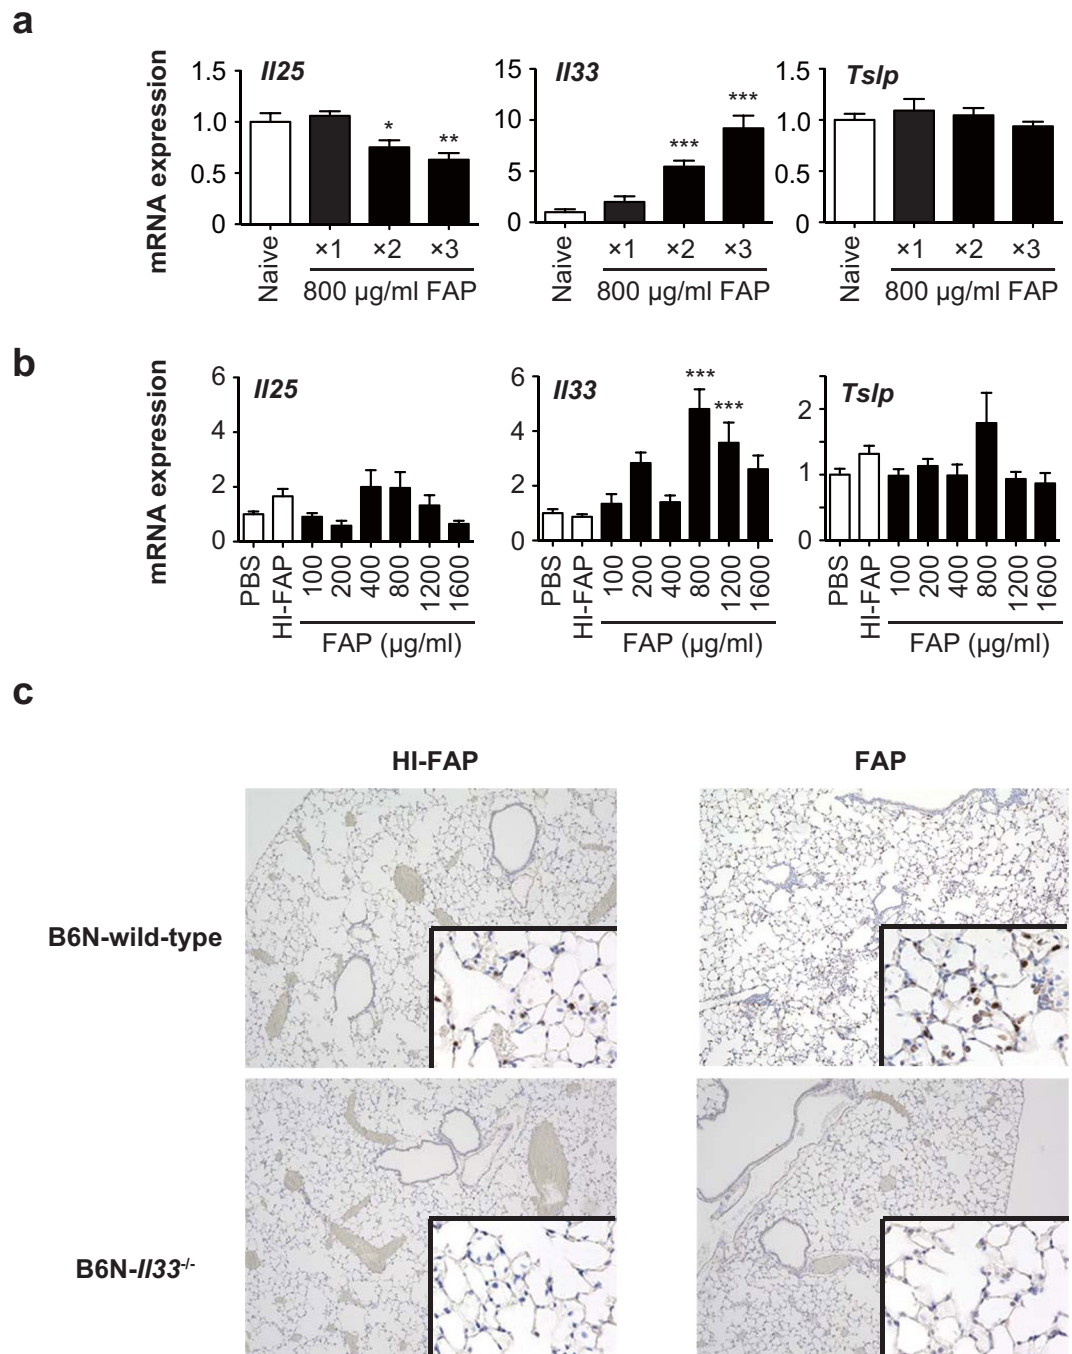 a
mRNA expression
Il25
1.5
1.0
0.5
0
* **
Naive
×1 ×2 ×3
800 µg/ml FAP
Il33
15
10
5
0
*** ***
Naive
×1 ×2 ×3
800 µg/ml FAP
Tslp
1.5
1.0
0.5
0
Naive
×1 ×2 ×3
800 µg/ml FAP
b
mRNA expression
Il25
6
4
2
0
PBS
HI-FAP
100
200
400
800
1200
1600
FAP (µg/ml)
Il33
6
4
2
0
*** ***
PBS
HI-FAP
100
200
400
800
1200
1600
FAP (µg/ml)
Tslp
2
1
0
PBS
HI-FAP
100
200
400
800
1200
1600
FAP (µg/ml)
c
HI-FAP FAP
B6N-wild-type
B6N-Il33-/-